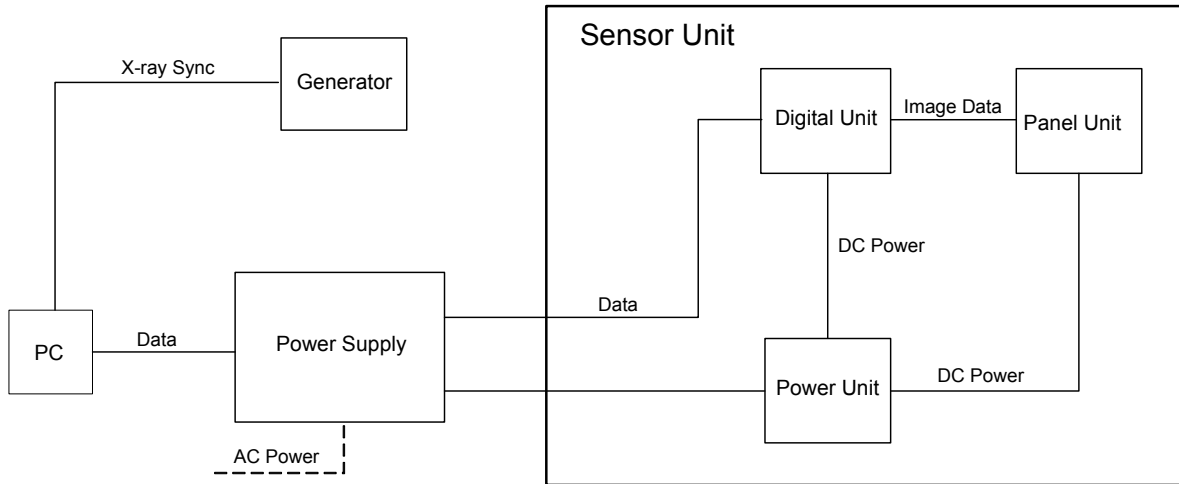 Sensor Unit
X-ray Sync
Generator
Digital Unit
Image Data
Panel Unit
DC Power
Data
PC
Data
Power Supply
Power Unit
DC Power
AC Power